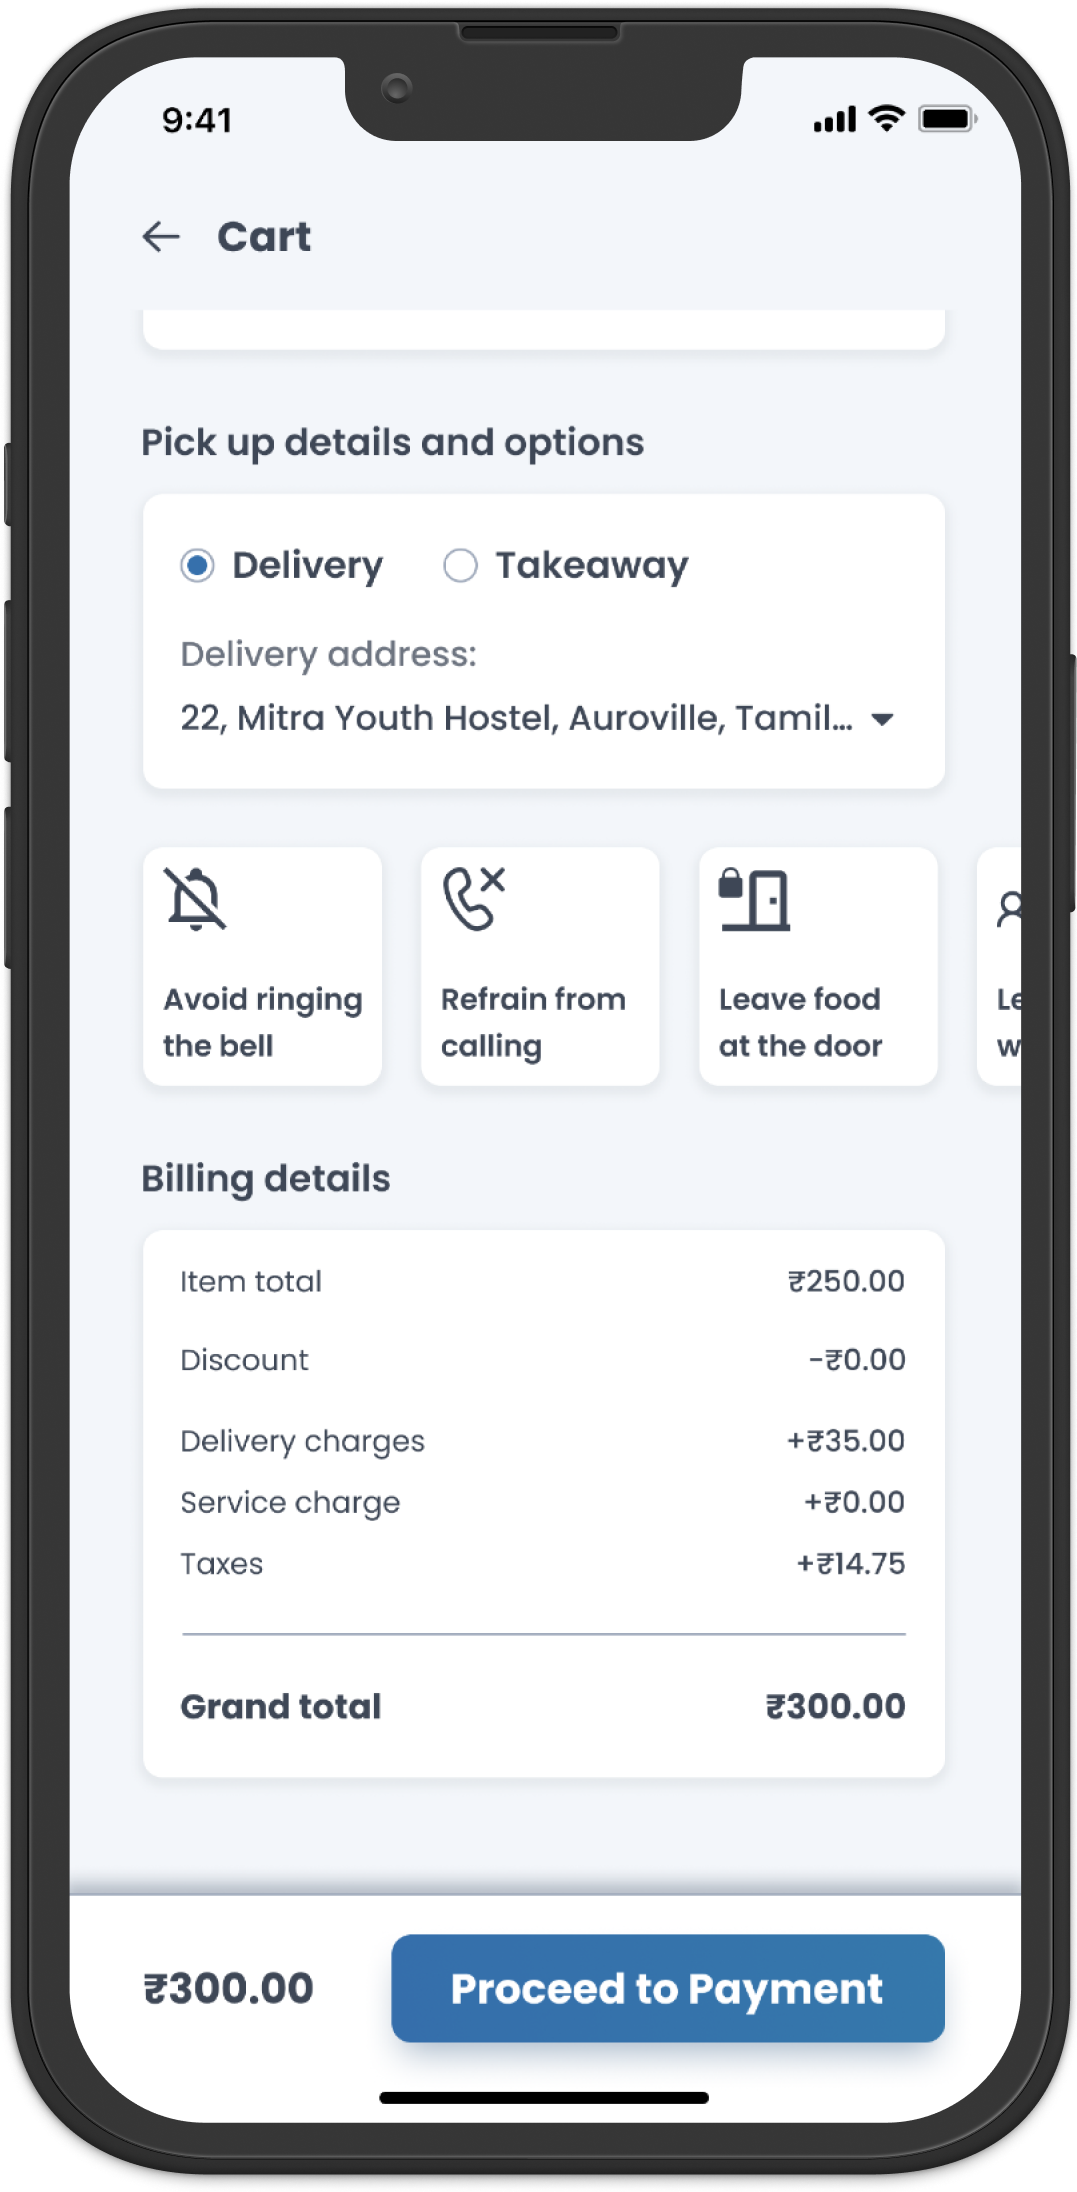 9:41
Cart
Pick up details and options
Delivery Takeaway
Delivery address:
22, Mitra Youth Hostel, Auroville, Tamil...
Avoid ringing
the bell
Refrain from
calling
Leave food
at the door
Le
w
Billing details
Item total ₹250.00
Discount -₹0.00
Delivery charges +₹35.00
Service charge +₹0.00
Taxes +₹14.75
Grand total ₹300.00
₹300.00 Proceed to Payment